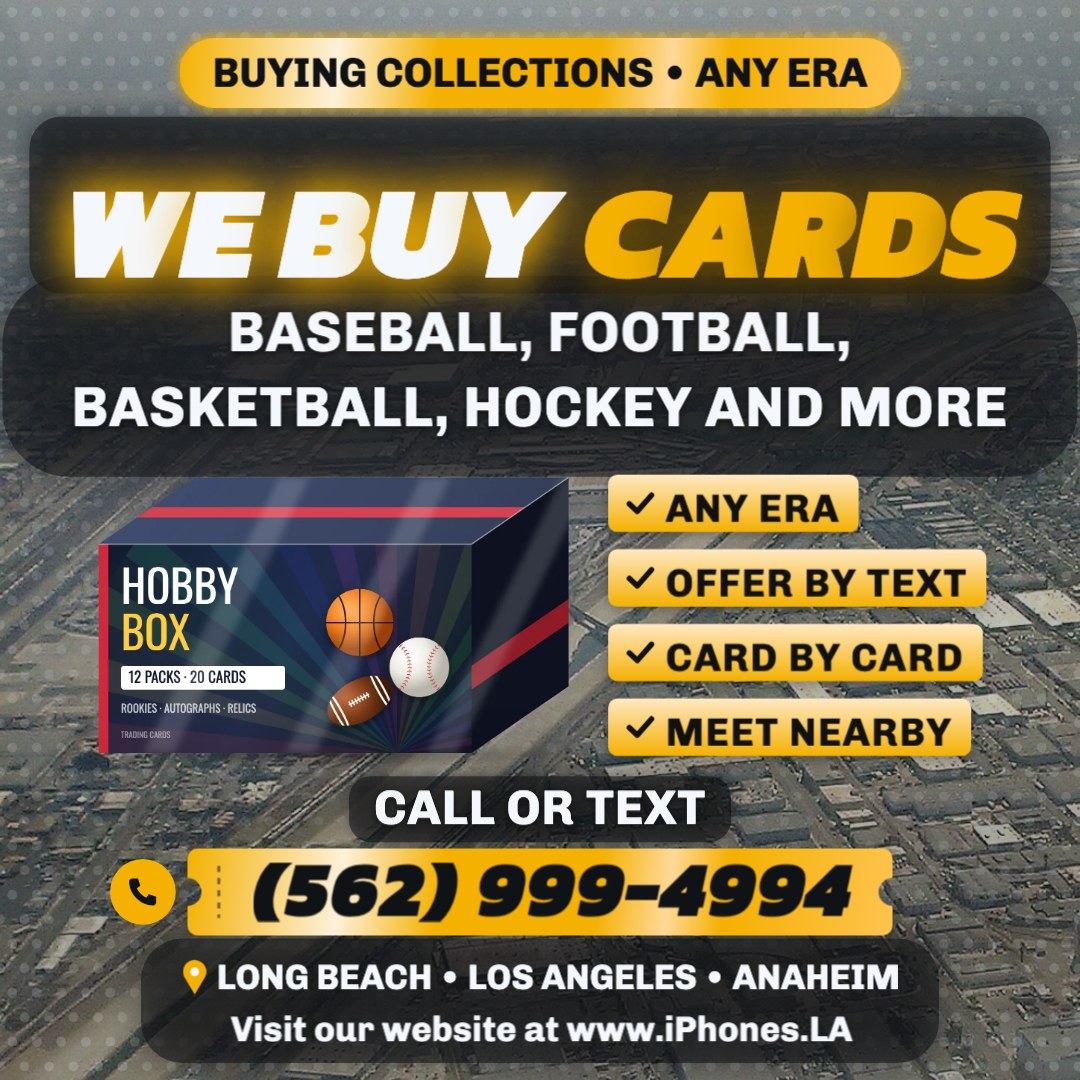 BUYING COLLECTIONS • ANY ERA
WE BUY CARDS
BASEBALL, FOOTBALL,
BASKETBALL, HOCKEY AND MORE
HOBBY
BOX
12 PACKS · 20 CARDS
ROOKIES · AUTOGRAPHS · RELICS
TRADING CARDS
✓ ANY ERA
✓ OFFER BY TEXT
✓ CARD BY CARD
✓ MEET NEARBY
CALL OR TEXT
(562) 999-4994
LONG BEACH • LOS ANGELES • ANAHEIM
Visit our website at www.iPhones.LA